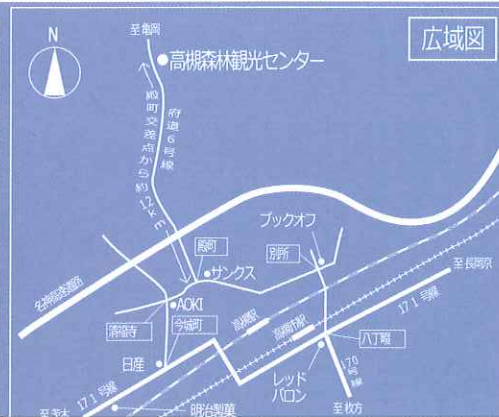 広域図
N
至亀岡
高槻森林観光センター
府道6号線
殿町交差点から約12km
ブックオフ
殿町
別所
サンクス
名神高速道路
至長岡京
171号線
AOKI
清福寺
今城町
高槻駅
高槻市駅
八丁畷
日産
レッド
バロン
170号線
171号線
至茨木
明治製菓
至枚方